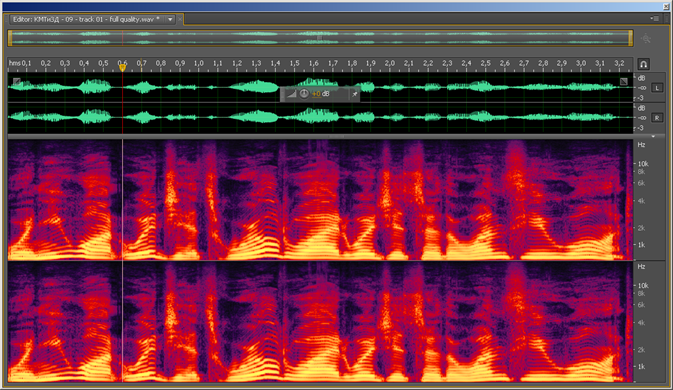 Editor: КМТиЗД - 09 - track 01 - full quality.wav *
hms 0,1 0,2 0,3 0,4 0,5 0,6 0,7 0,8 0,9 1,0 1,1 1,2 1,3 1,4 1,5 1,6 1,7 1,8 1,9 2,0 2,1 2,2 2,3 2,4 2,5 2,6 2,7 2,8 2,9 3,0 3,1 3,2
dB
-∞ L
-3
+0 dB
dB
-∞ R
-3
Hz
10k
8k
6k
4k
2k
1k
Hz
10k
8k
6k
4k
2k
1k